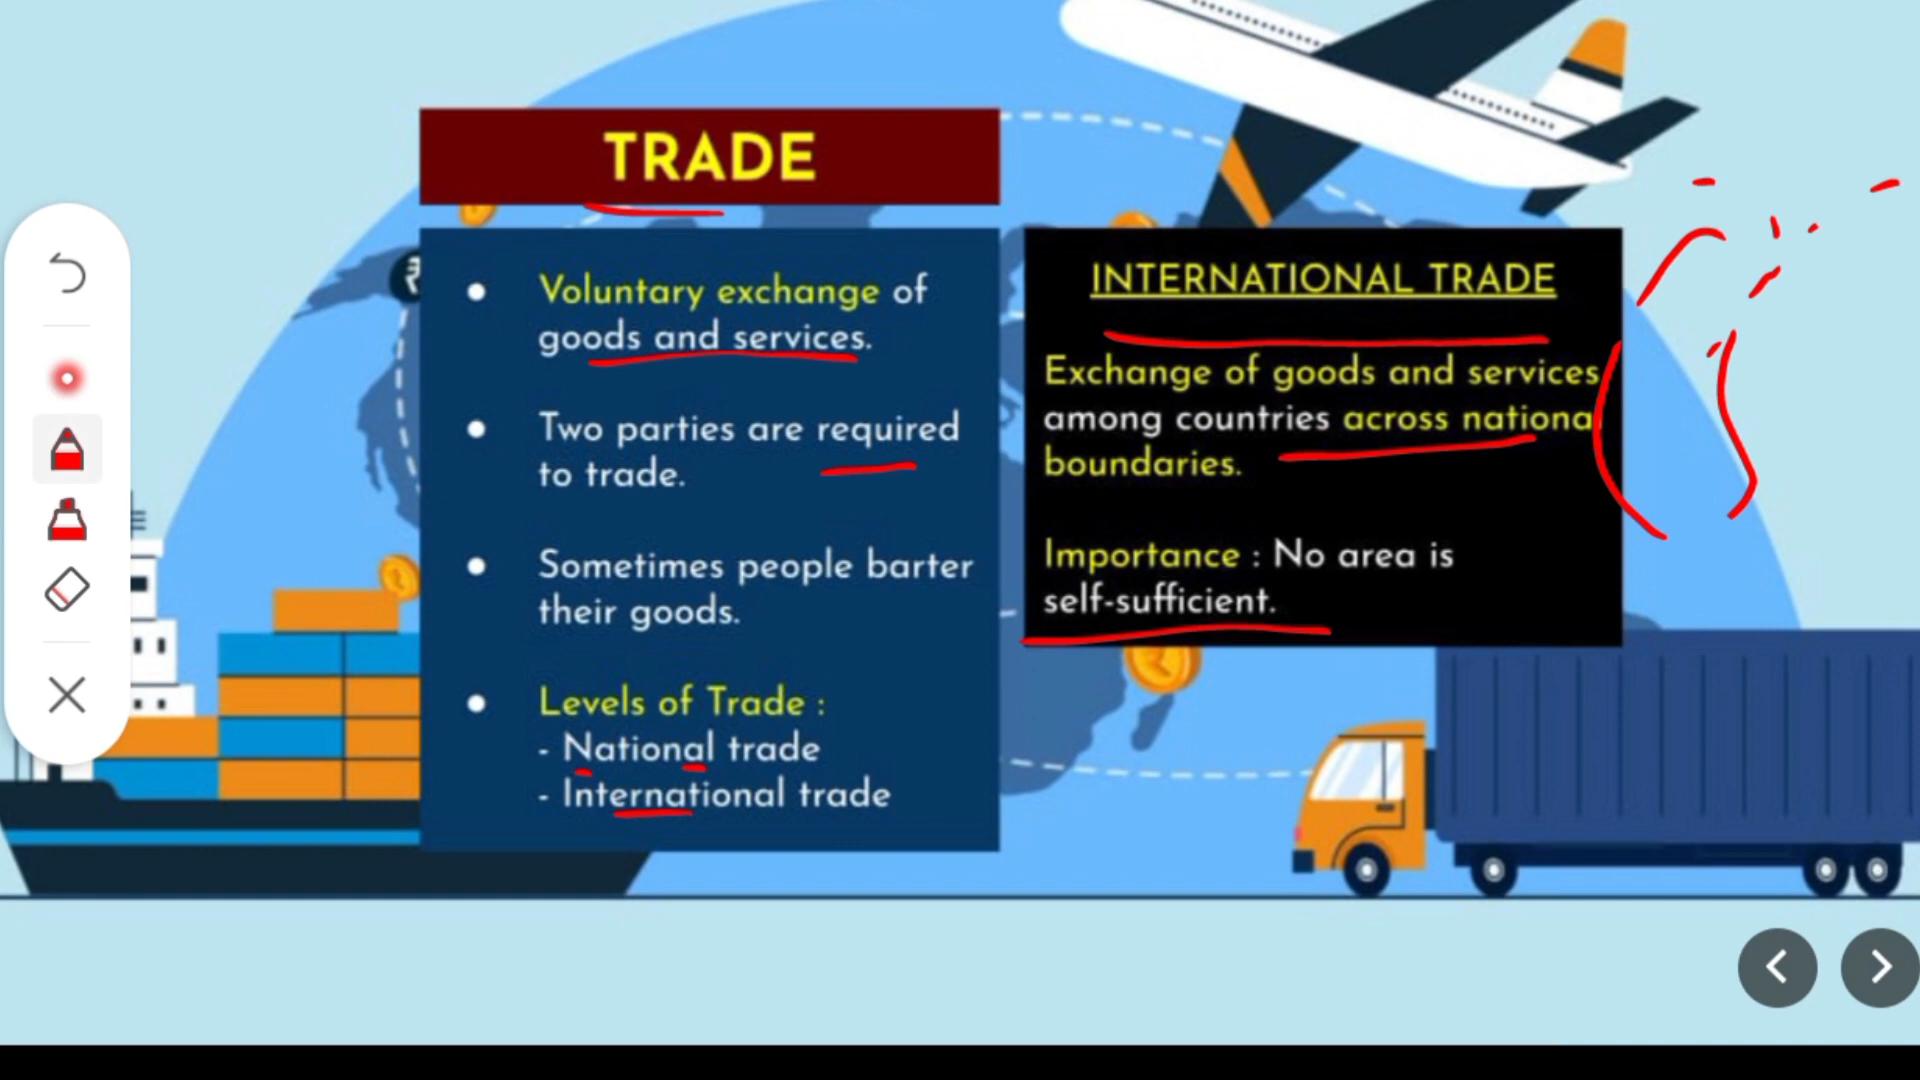 TRADE
• Voluntary exchange of
goods and services.
• Two parties are required
to trade.
• Sometimes people barter
their goods.
• Levels of Trade :
- National trade
- International trade
INTERNATIONAL TRADE
Exchange of goods and services
among countries across nationa
boundaries.
Importance : No area is
self-sufficient.
₹